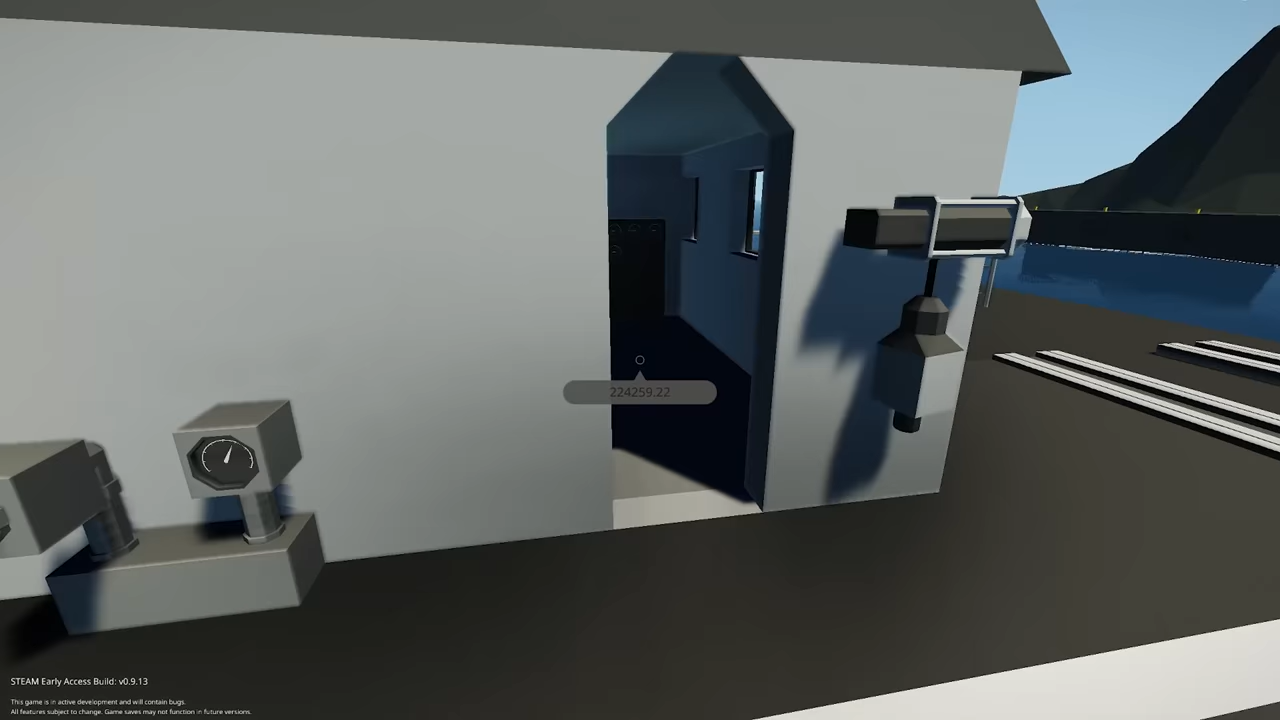 224259.22
STEAM Early Access Build: v0.9.13
This game is in active development and will contain bugs.
All features subject to change. Game saves may not function in future versions.